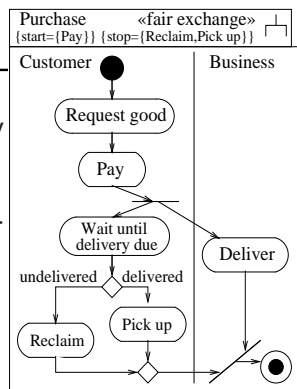 Purchase «fair exchange»
{start={Pay}} {stop={Reclaim,Pick up}}
Customer Business
Request good
Pay
Wait until
delivery due
Deliver
undelivered delivered
Reclaim Pick up